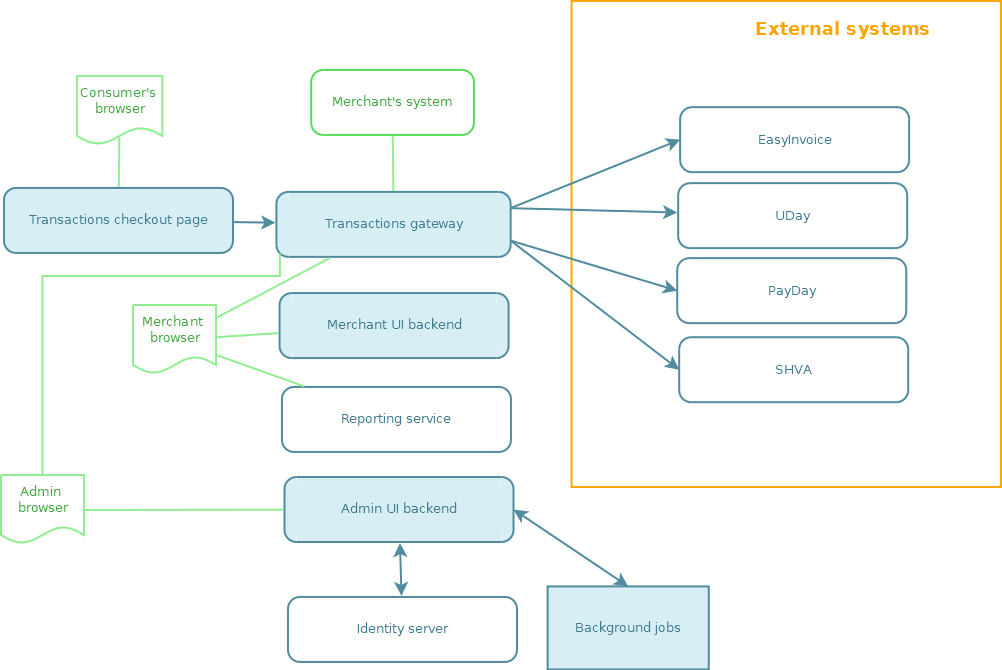 External systems
Consumer's
browser
Merchant's system
EasyInvoice
Transactions checkout page
Transactions gateway
UDay
PayDay
Merchant
browser
Merchant UI backend
SHVA
Reporting service
Admin
browser
Admin UI backend
Identity server
Background jobs